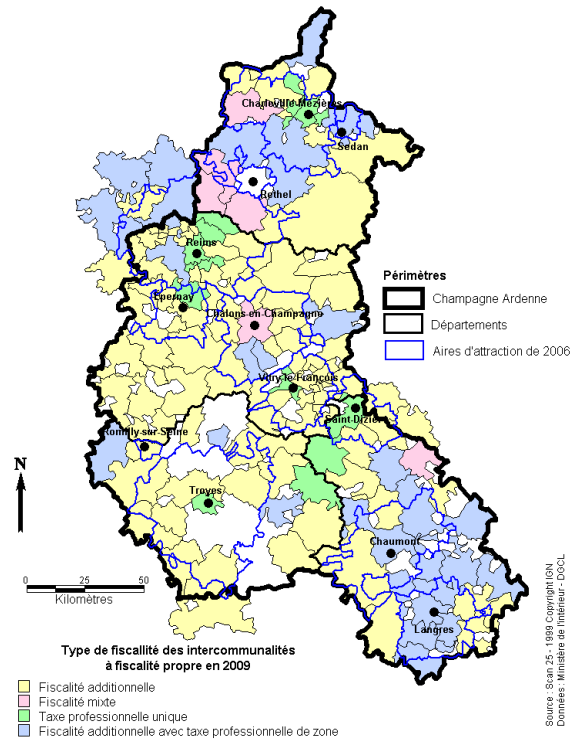 Charleville-Mézières
Sedan
Rethel
Reims
Epernay
Châlons-en-Champagne
Vitry-le-François
Saint-Dizier
Romilly-sur-Seine
Troyes
Chaumont
Langres
Périmètres
Champagne Ardenne
Départements
Aires d'attraction de 2006
N
0 25 50
Kilomètres
Type de fiscallité des intercommunalités
à fiscalité propre en 2009
Fiscalité additionnelle
Fiscalité mixte
Taxe professionnelle unique
Fiscalité additionnelle avec taxe professionnelle de zone
Source : Scan 25 - 1999 Copyright IGN
Données : Ministère de l'Intérieur - DGCL